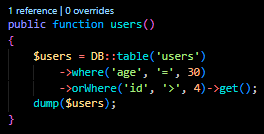 1 reference | 0 overrides
public function users()
{
    $users = DB::table('users')
        ->where('age', '=', 30)
        ->orWhere('id', '>', 4)->get();
    dump($users);
}